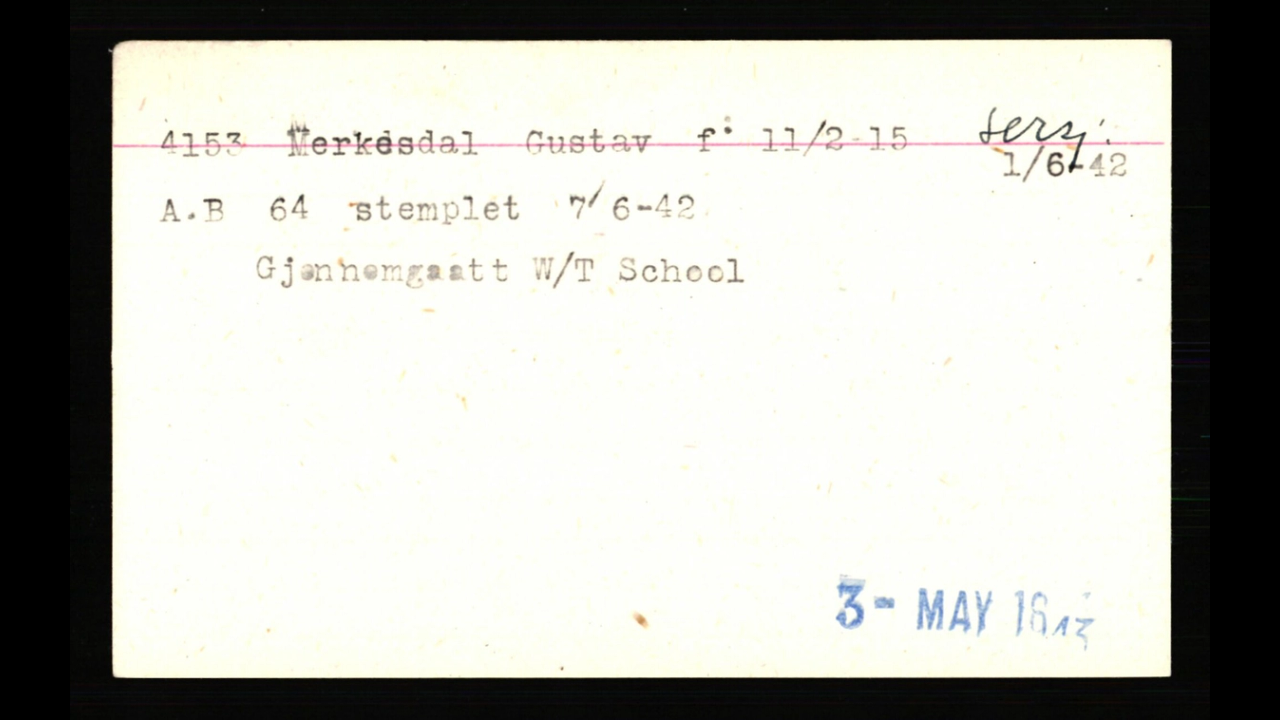 4153 Merkesdal Gustav f: 11/2-15 serj.
1/6-42
A.B 64 stemplet 7/6-42
Gjennemgaatt W/T School
3- MAY 1943